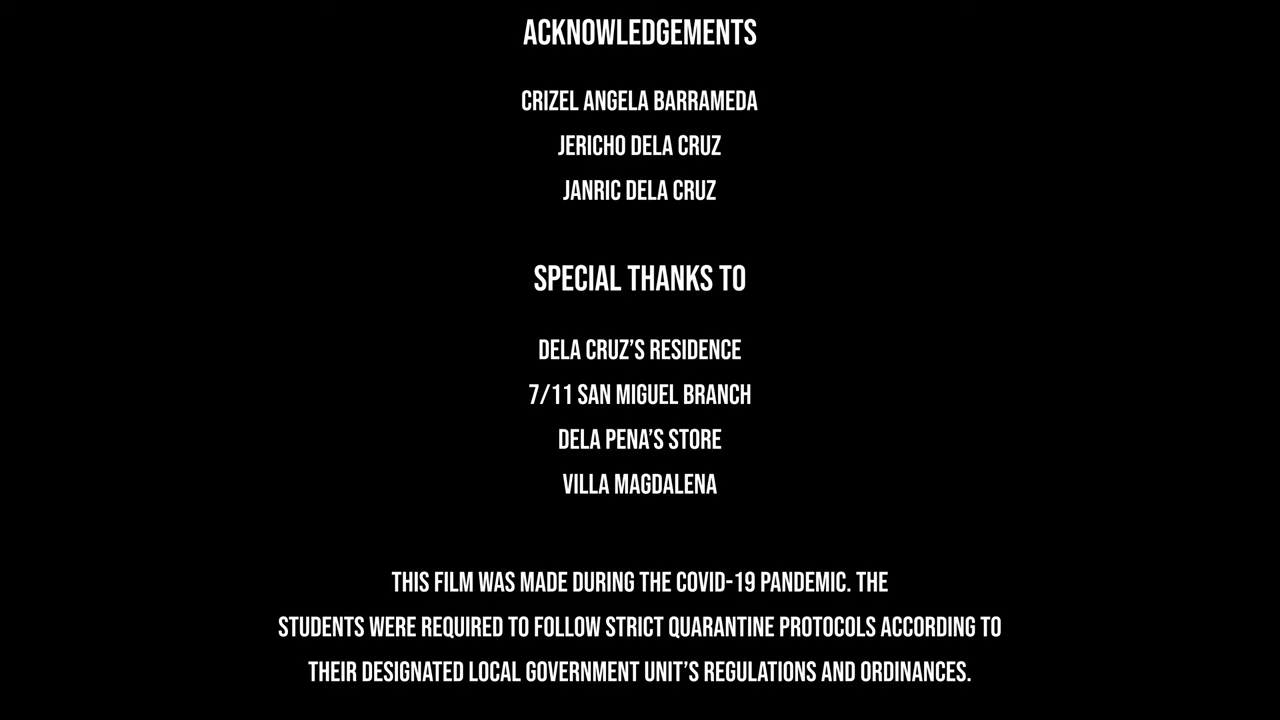 ACKNOWLEDGEMENTS
CRIZEL ANGELA BARRAMEDA
JERICHO DELA CRUZ
JANRIC DELA CRUZ
SPECIAL THANKS TO
DELA CRUZ’S RESIDENCE
7/11 SAN MIGUEL BRANCH
DELA PENA’S STORE
VILLA MAGDALENA
THIS FILM WAS MADE DURING THE COVID-19 PANDEMIC. THE
STUDENTS WERE REQUIRED TO FOLLOW STRICT QUARANTINE PROTOCOLS ACCORDING TO
THEIR DESIGNATED LOCAL GOVERNMENT UNIT’S REGULATIONS AND ORDINANCES.